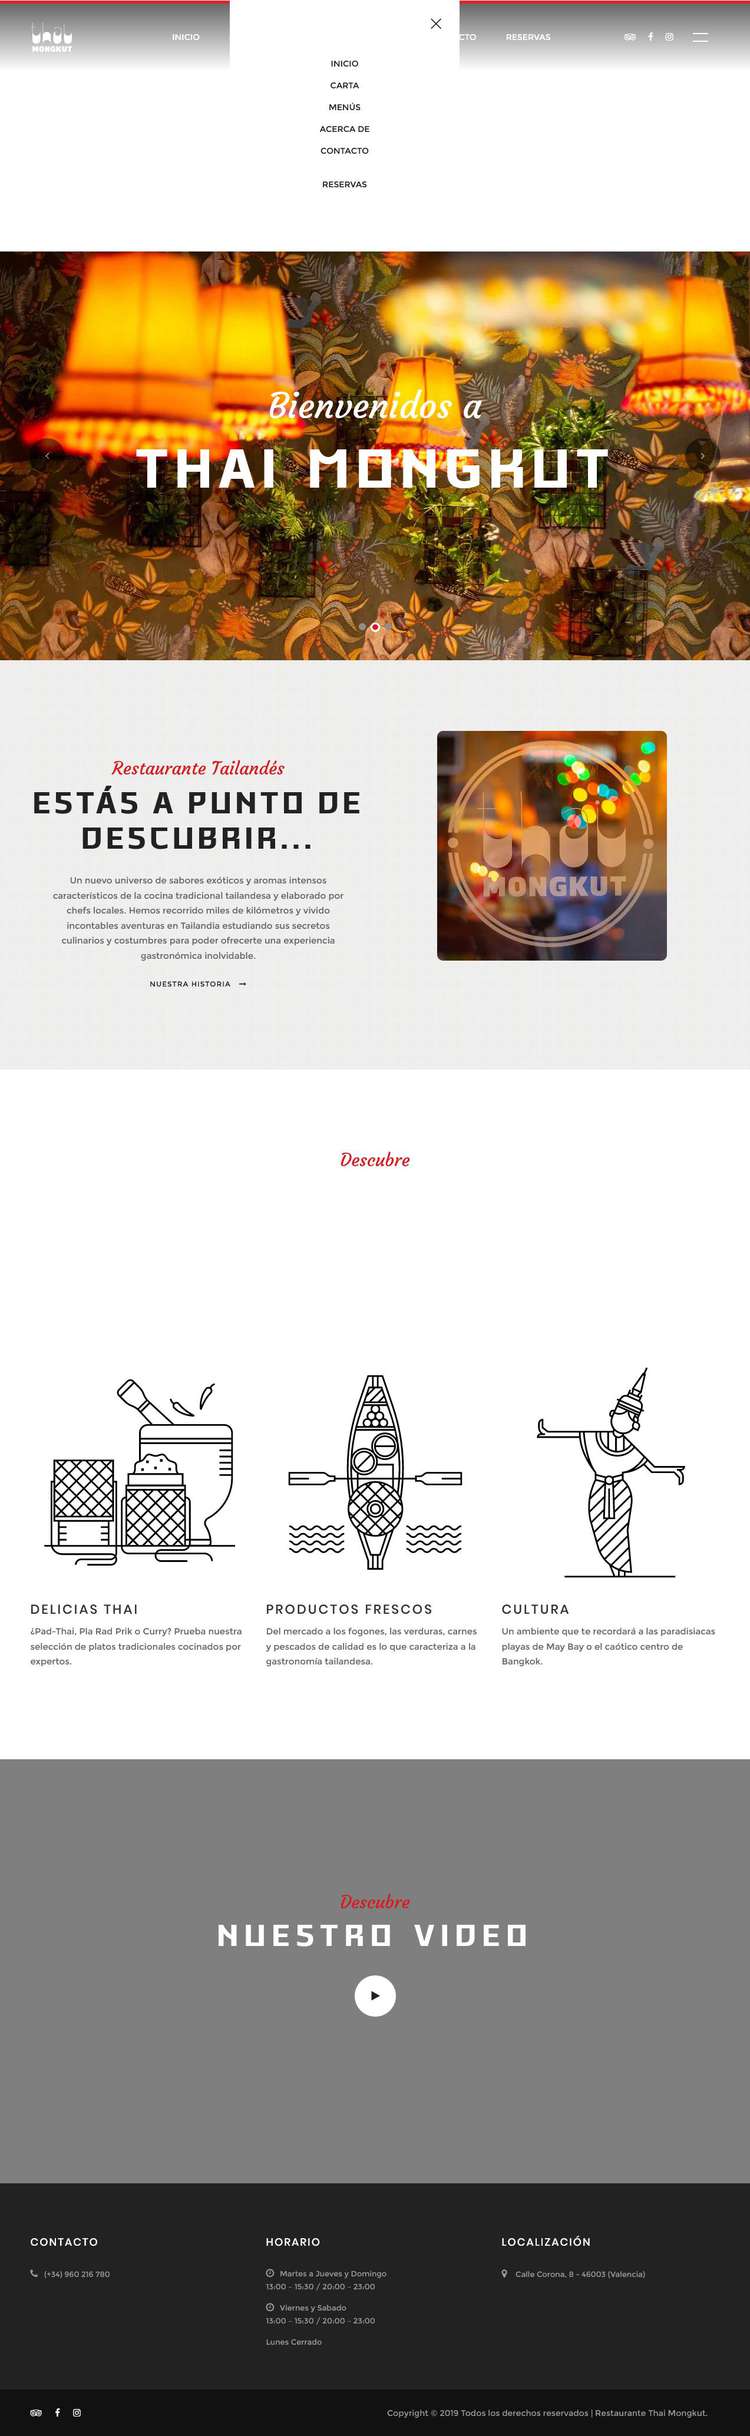 MONGKUT
INICIO
CTO
RESERVAS
INICIO
CARTA
MENÚS
ACERCA DE
CONTACTO
RESERVAS
Bienvenidos a
THAI MONGKUT
Restaurante Tailandés
ESTÁS A PUNTO DE
DESCUBRIR...
Un nuevo universo de sabores exóticos y aromas intensos
característicos de la cocina tradicional tailandesa y elaborado por
chefs locales. Hemos recorrido miles de kilómetros y vivido
incontables aventuras en Tailandia estudiando sus secretos
culinarios y costumbres para poder ofrecerte una experiencia
gastronómica inolvidable.
NUESTRA HISTORIA
thai
MONGKUT
Descubre
DELICIAS THAI
¿Pad-Thai, Pla Rad Prik o Curry? Prueba nuestra
selección de platos tradicionales cocinados por
expertos.
PRODUCTOS FRESCOS
Del mercado a los fogones, las verduras, carnes
y pescados de calidad es lo que caracteriza a la
gastronomía tailandesa.
CULTURA
Un ambiente que te recordará a las paradisiacas
playas de May Bay o el caótico centro de
Bangkok.
Descubre
NUESTRO VIDEO
CONTACTO
(+34) 960 216 780
HORARIO
Martes a Jueves y Domingo
13:00 – 15:30 / 20:00 – 23:00
Viernes y Sabado
13:00 – 15:30 / 20:00 – 23:00
Lunes Cerrado
LOCALIZACIÓN
Calle Corona, 8 - 46003 (Valencia)
Copyright © 2019 Todos los derechos reservados | Restaurante Thai Mongkut.